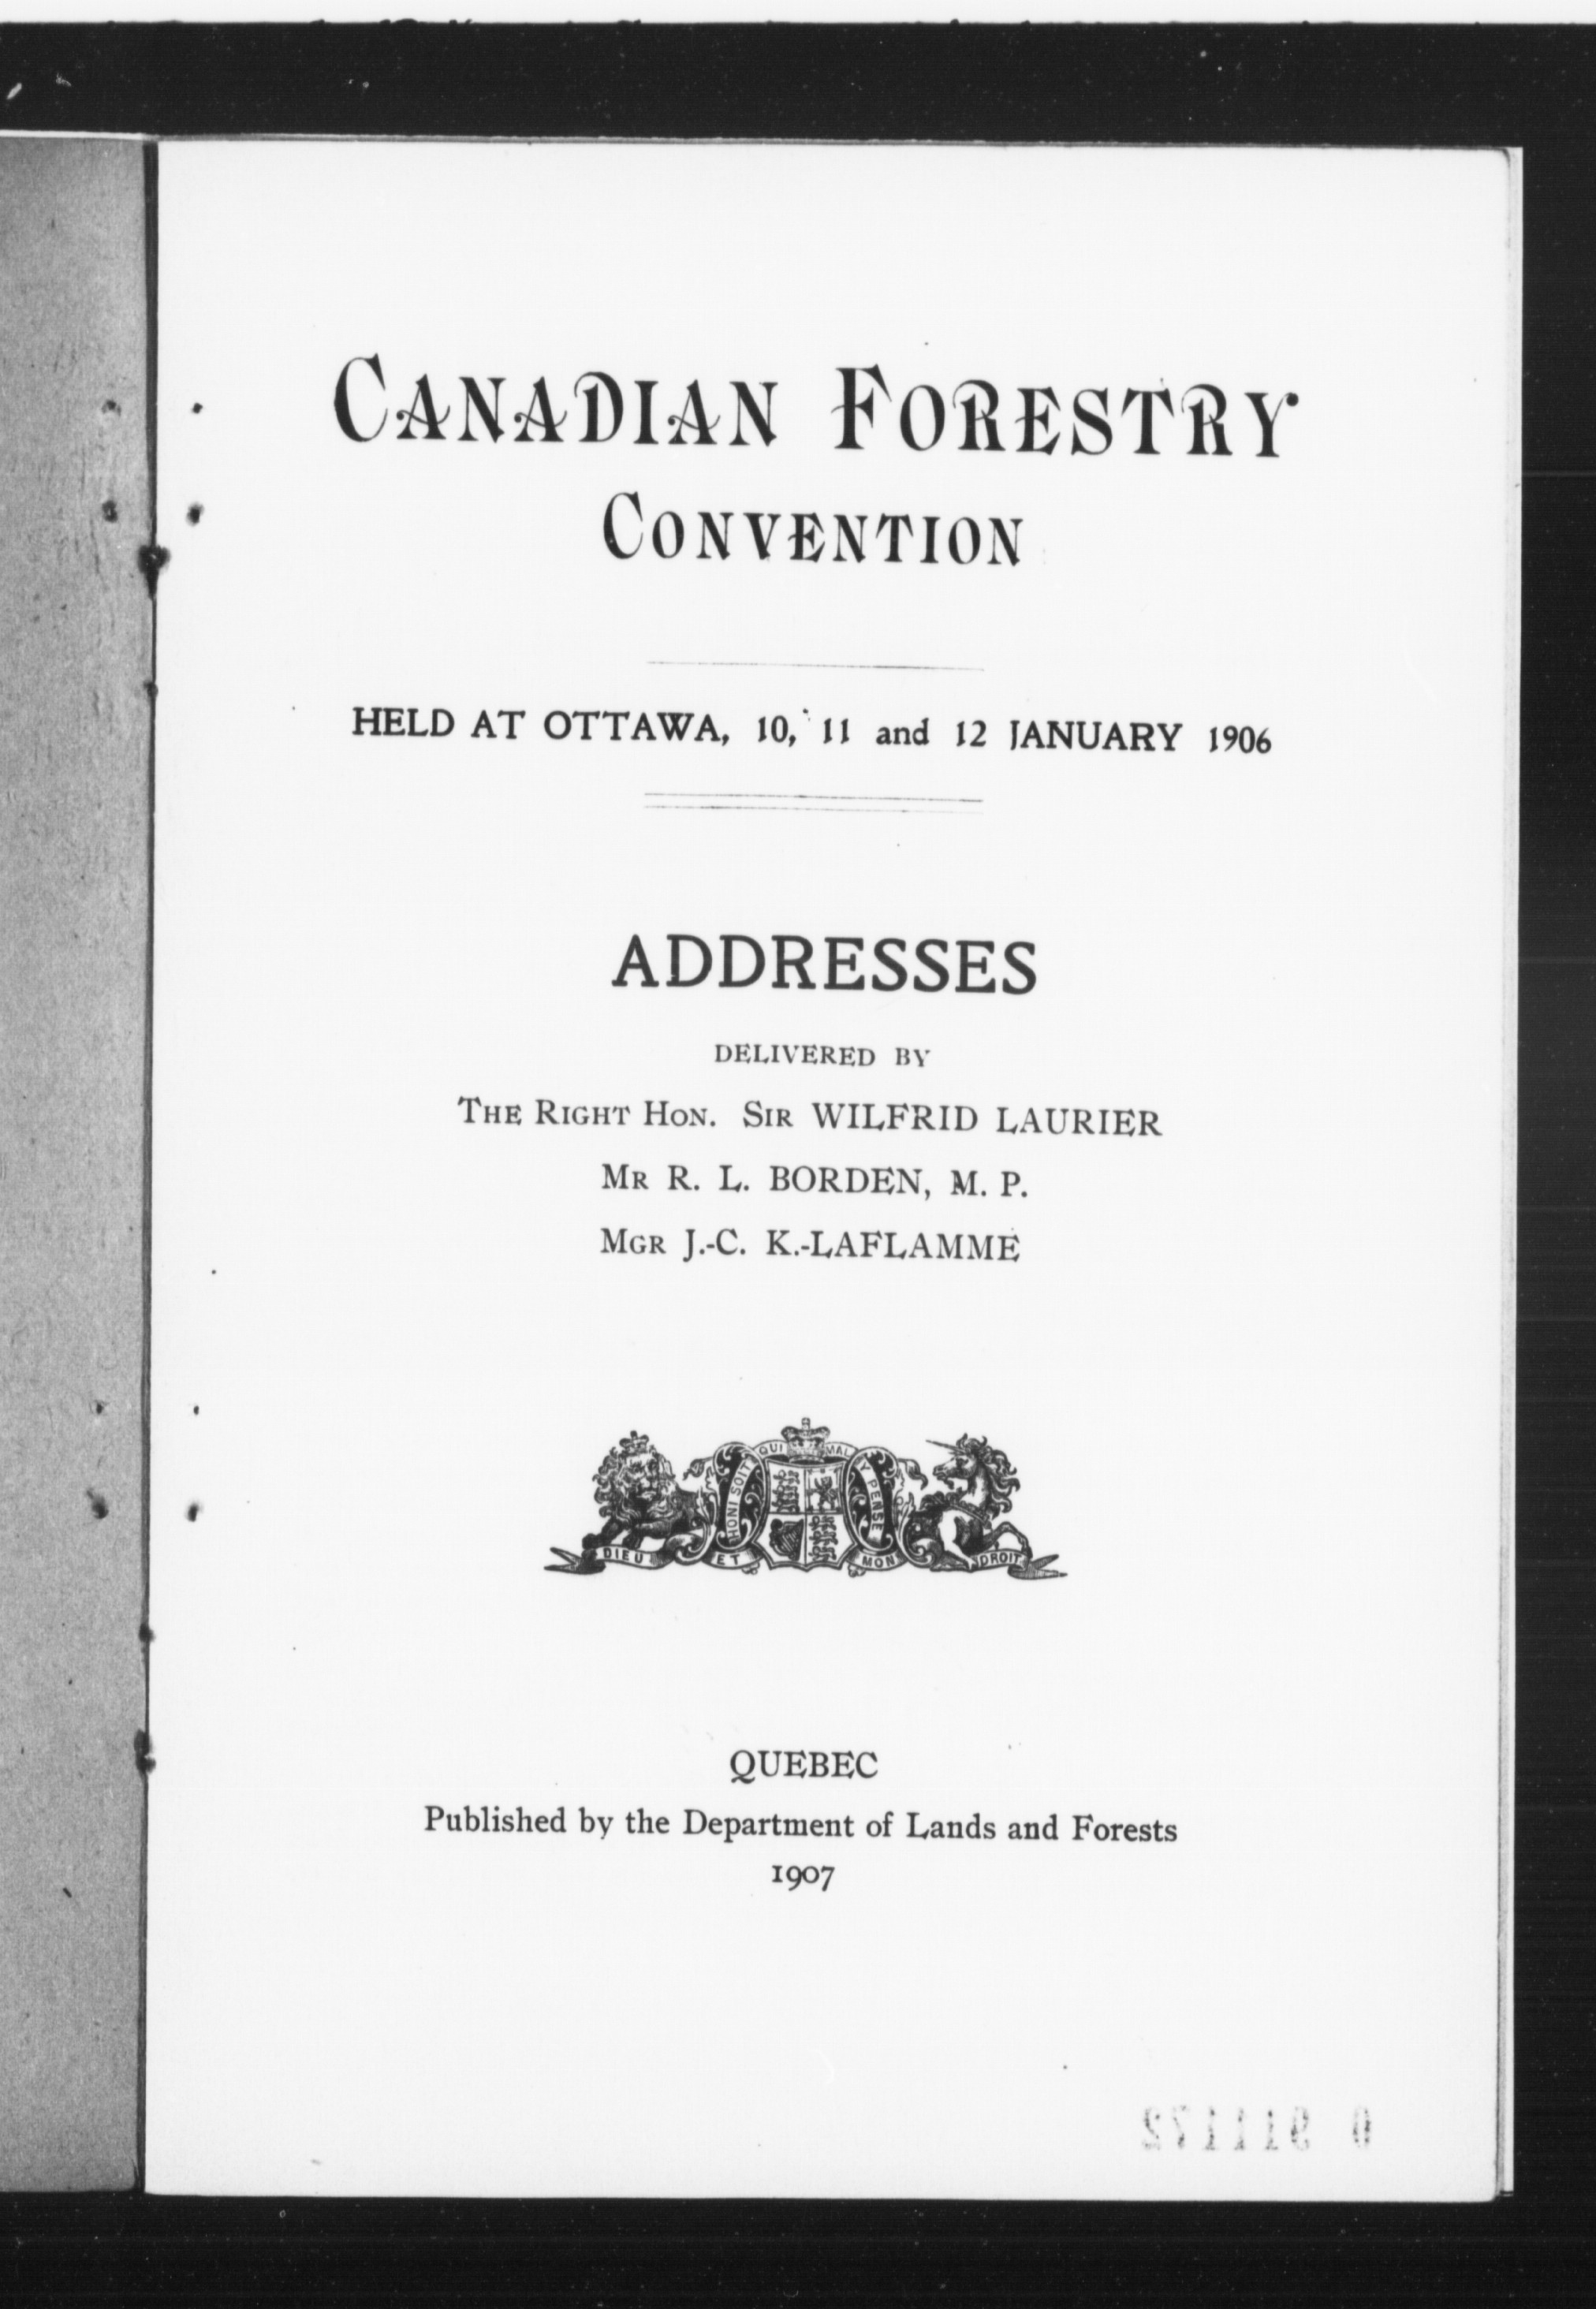 CANADIAN FORESTRY
CONVENTION
HELD AT OTTAWA, 10, 11 and 12 JANUARY 1906
ADDRESSES
DELIVERED BY
THE RIGHT HON. SIR WILFRID LAURIER
MR R. L. BORDEN, M. P.
MGR J.-C. K.-LAFLAMME
HONI SOIT QUI MAL Y PENSE
DIEU ET MON DROIT
QUEBEC
Published by the Department of Lands and Forests
1907